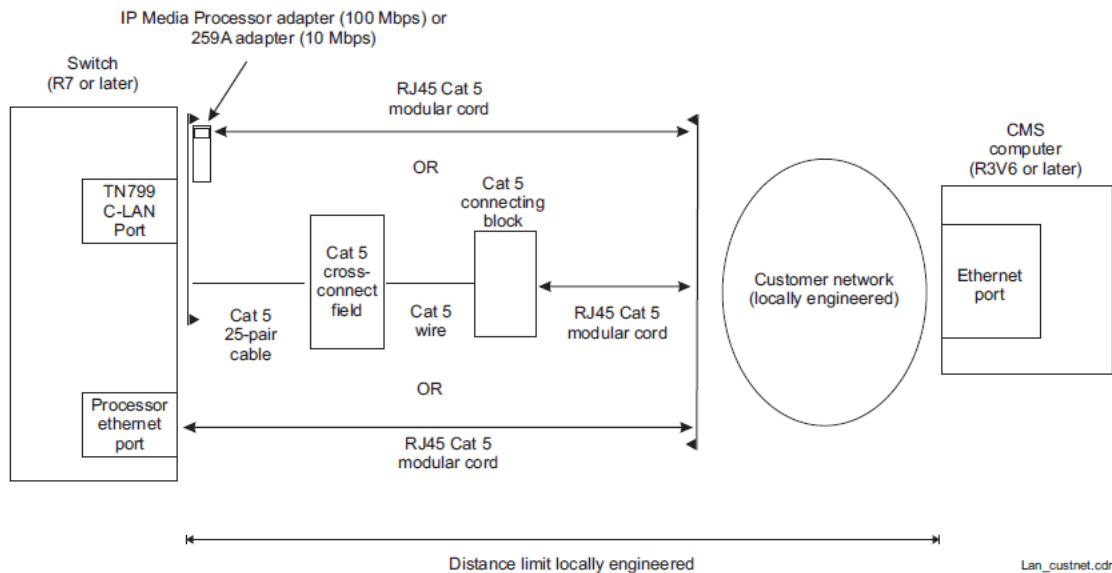 IP Media Processor adapter (100 Mbps) or
259A adapter (10 Mbps)
Switch
(R7 or later)
RJ45 Cat 5
modular cord
CMS
computer
(R3V6 or later)
OR
TN799
C-LAN
Port
Cat 5
connecting
block
Cat 5
cross-
connect
field
Customer network
(locally engineered)
Ethernet
port
Cat 5
25-pair
cable
Cat 5
wire
RJ45 Cat 5
modular cord
OR
Processor
ethernet
port
RJ45 Cat 5
modular cord
Distance limit locally engineered
Lan_custnet.cdr